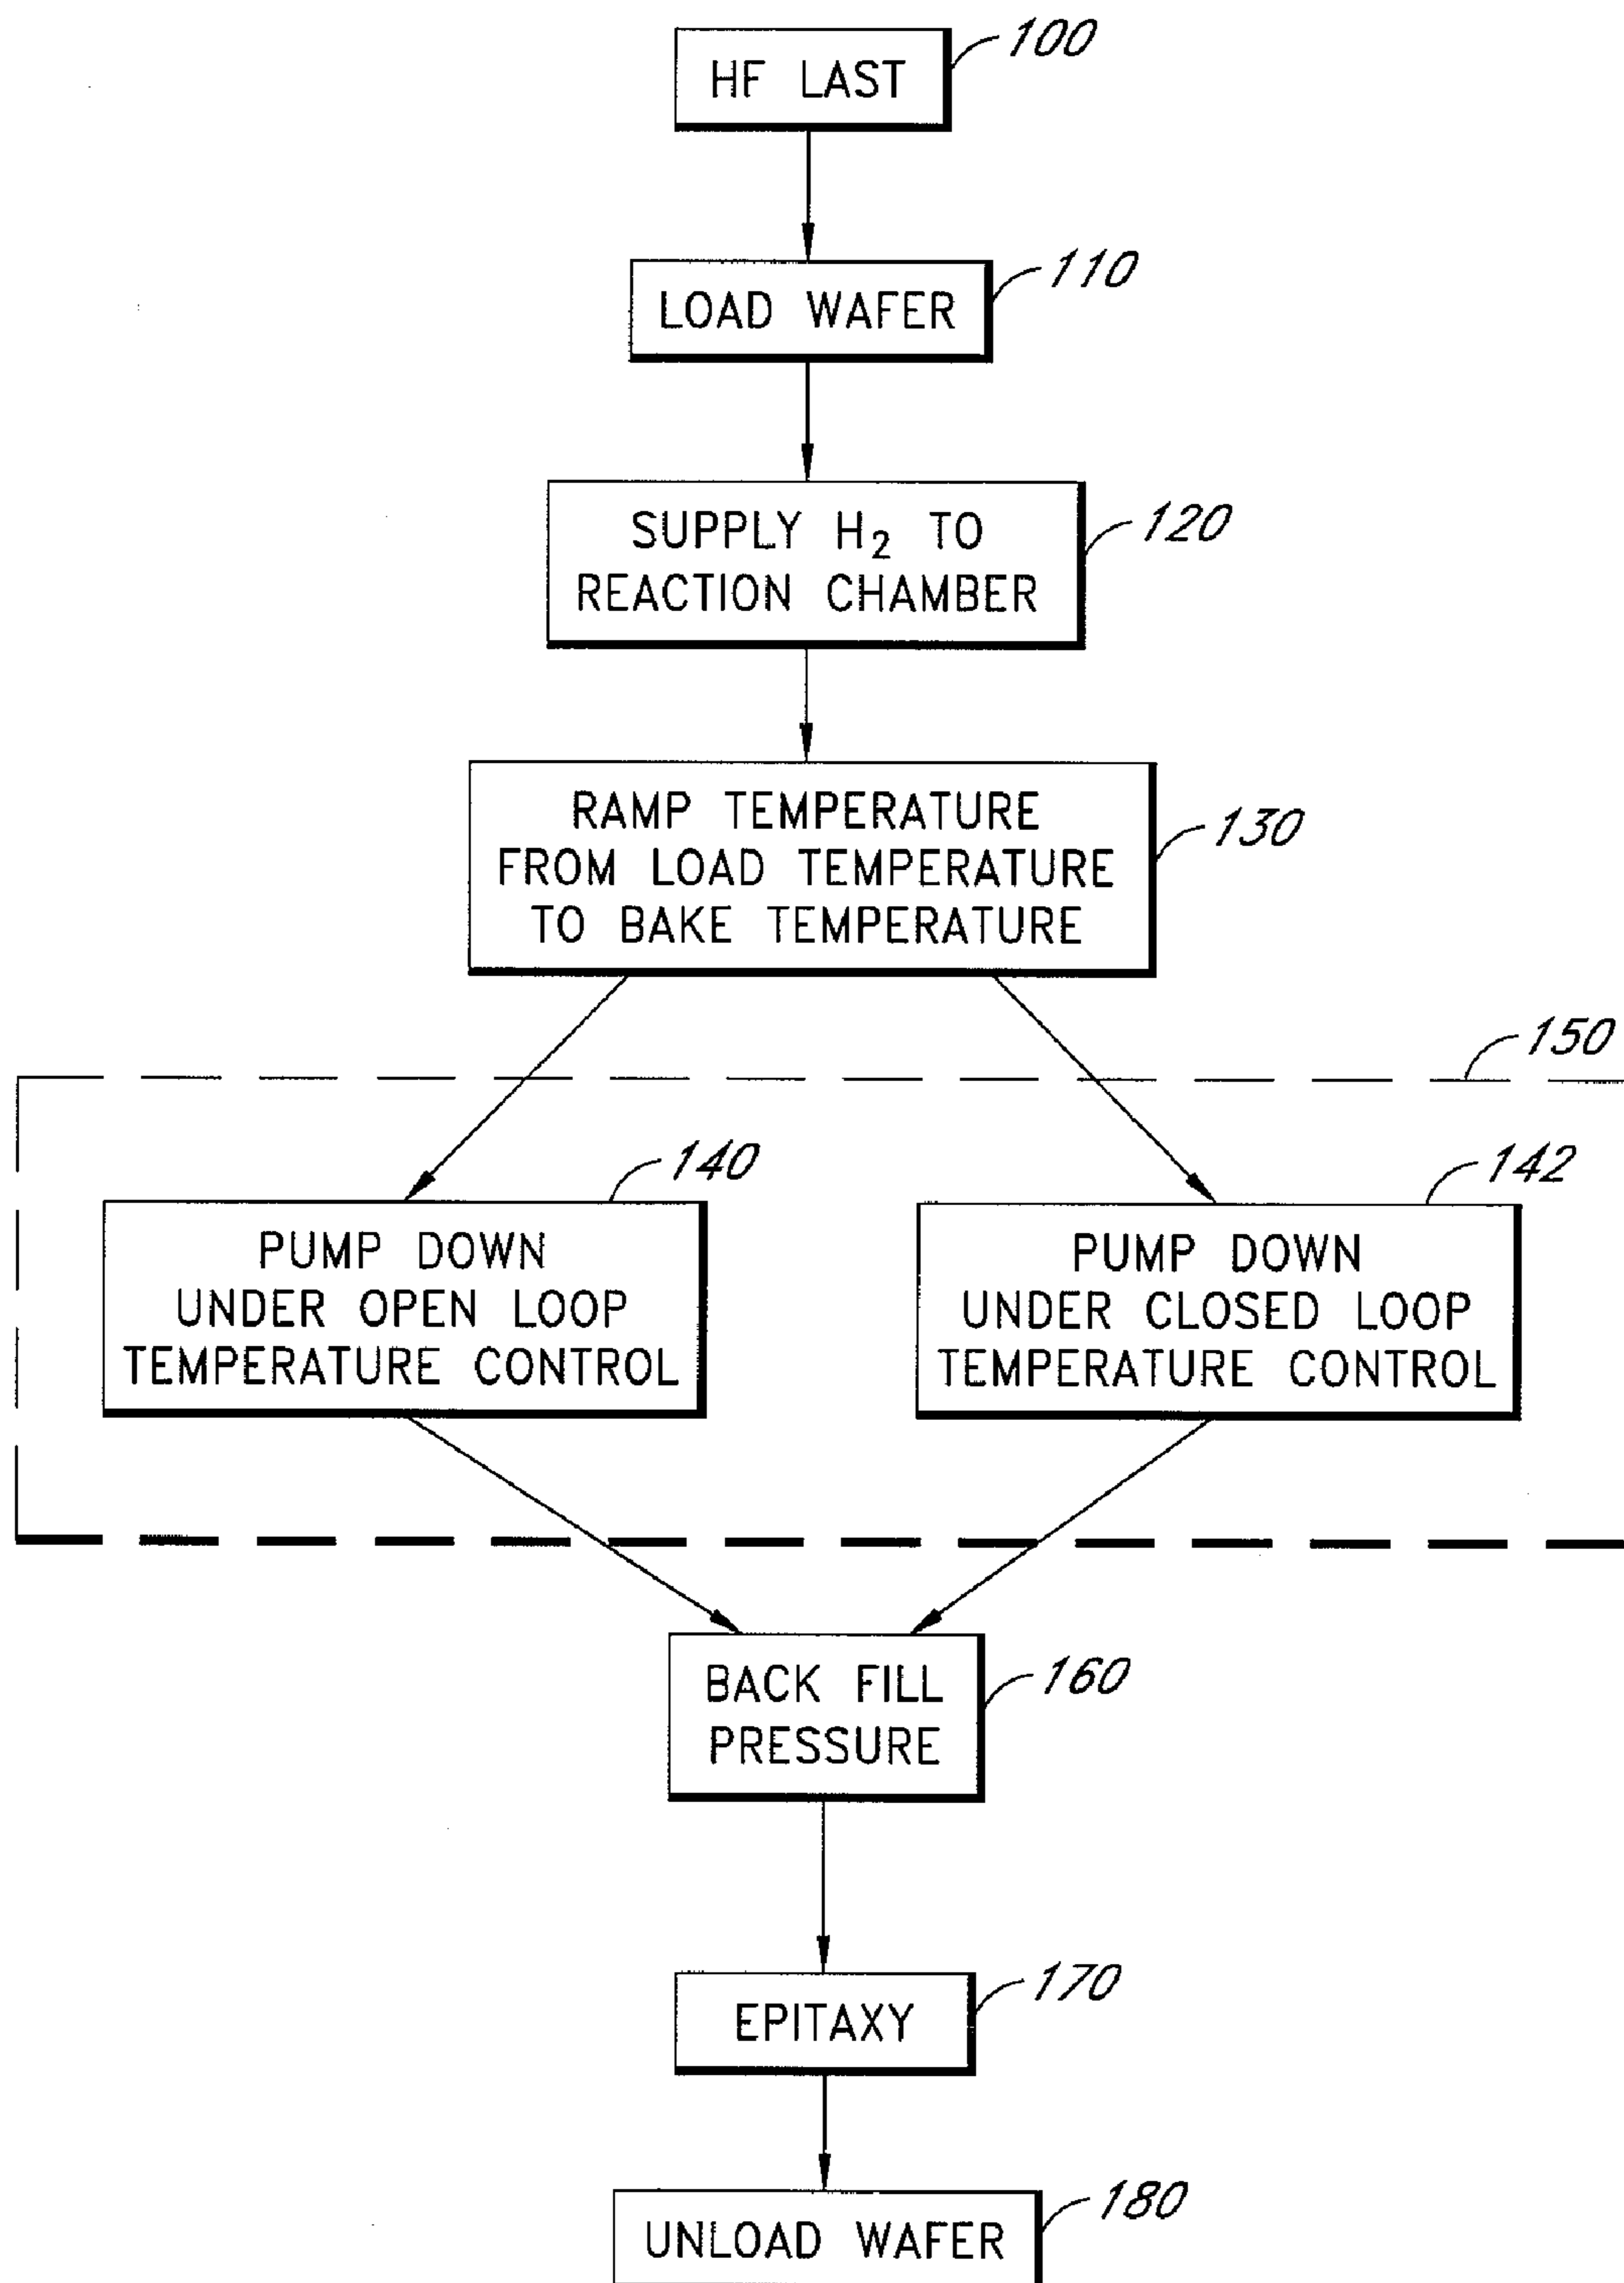 100
HF LAST
110
LOAD WAFER
120
SUPPLY H₂ TO
REACTION CHAMBER
130
RAMP TEMPERATURE
FROM LOAD TEMPERATURE
TO BAKE TEMPERATURE
150
140
PUMP DOWN
UNDER OPEN LOOP
TEMPERATURE CONTROL
142
PUMP DOWN
UNDER CLOSED LOOP
TEMPERATURE CONTROL
160
BACK FILL
PRESSURE
170
EPITAXY
180
UNLOAD WAFER